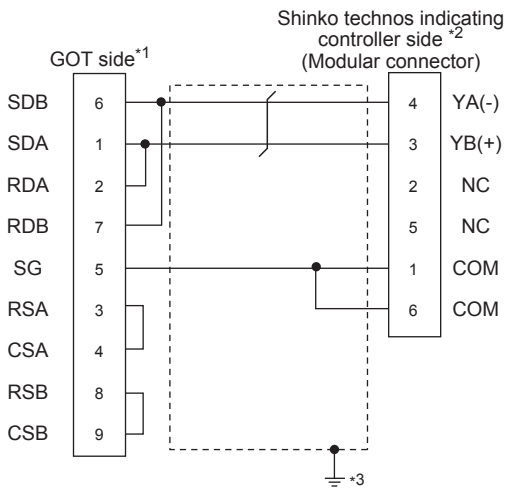 Shinko technos indicating
controller side *2
(Modular connector)
GOT side*1
SDB 6 4 YA(-)
SDA 1 3 YB(+)
RDA 2 2 NC
RDB 7 5 NC
SG 5 1 COM
RSA 3 6 COM
CSA 4
RSB 8
CSB 9
*3